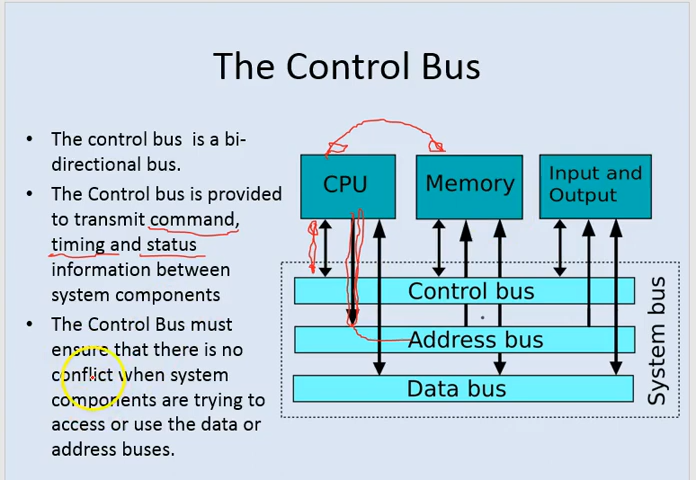 The Control Bus
• The control bus is a bi-
directional bus.
• The Control bus is provided
to transmit command,
timing and status
information between
system components
• The Control Bus must
ensure that there is no
conflict when system
components are trying to
access or use the data or
address buses.
CPU
Memory
Input and
Output
Control bus
Address bus
Data bus
System bus